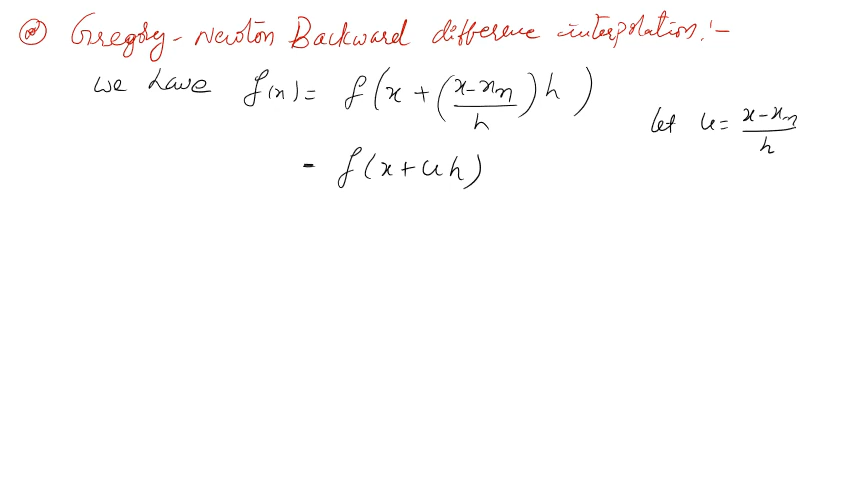 Gregory - Newton Backward difference interpolation :-
we have f(x) = f(x + ((x-xₙ)/h) h)
let u = (x-xₙ)/h
= f(x+uh)